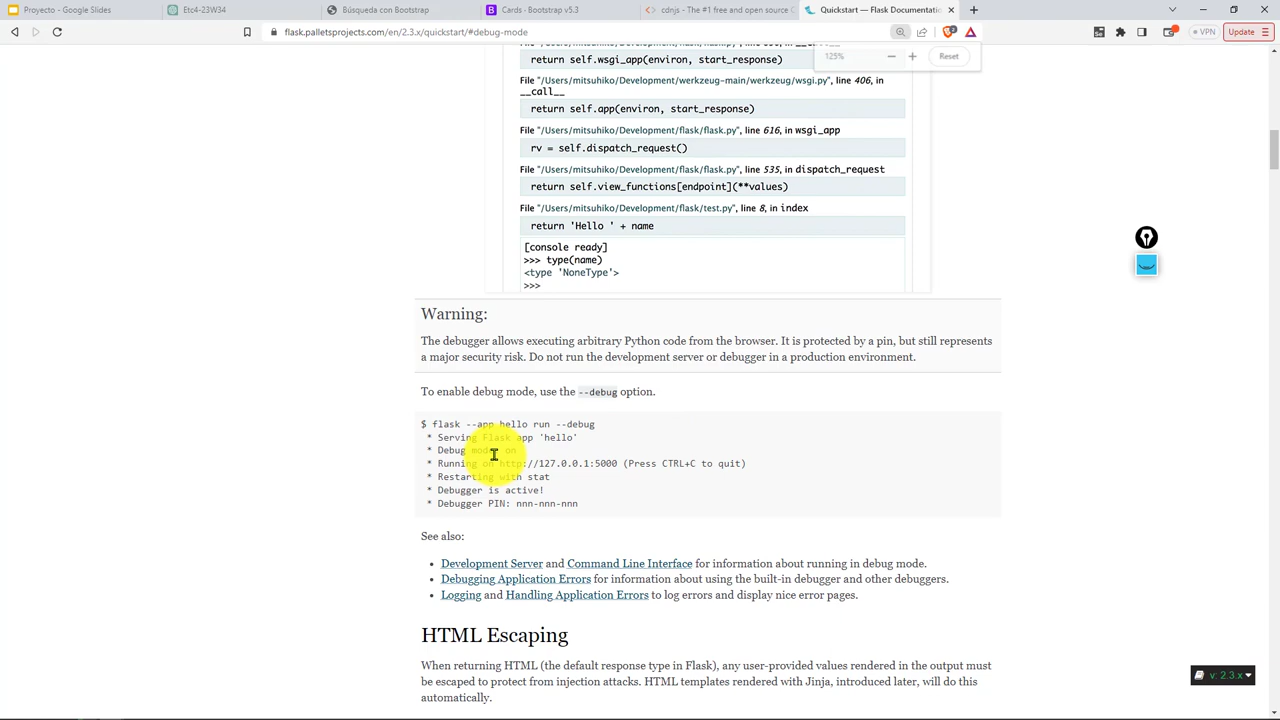 Proyecto - Google Slides
Etc4-23W34
Búsqueda con Bootstrap
Cards · Bootstrap v5.3
cdnjs - The #1 free and open source C
Quickstart — Flask Documentatio
flask.palletsprojects.com/en/2.3.x/quickstart/#debug-mode
VPN
Update
125%
Reset
return self.wsgi_app(environ, start_response)
File "/Users/mitsuhiko/Development/werkzeug-main/werkzeug/wsgi.py", line 406, in
__call__
return self.app(environ, start_response)
File "/Users/mitsuhiko/Development/flask/flask.py", line 616, in wsgi_app
rv = self.dispatch_request()
File "/Users/mitsuhiko/Development/flask/flask.py", line 535, in dispatch_request
return self.view_functions[endpoint](**values)
File "/Users/mitsuhiko/Development/flask/test.py", line 8, in index
return 'Hello ' + name
[console ready]
>>> type(name)
<type 'NoneType'>
>>>
Warning:
The debugger allows executing arbitrary Python code from the browser. It is protected by a pin, but still represents
a major security risk. Do not run the development server or debugger in a production environment.
To enable debug mode, use the --debug option.
$ flask --app hello run --debug
* Serving Flask app 'hello'
* Debug mode: on
* Running on http://127.0.0.1:5000 (Press CTRL+C to quit)
* Restarting with stat
* Debugger is active!
* Debugger PIN: nnn-nnn-nnn
See also:
• Development Server and Command Line Interface for information about running in debug mode.
• Debugging Application Errors for information about using the built-in debugger and other debuggers.
• Logging and Handling Application Errors to log errors and display nice error pages.
HTML Escaping
When returning HTML (the default response type in Flask), any user-provided values rendered in the output must
be escaped to protect from injection attacks. HTML templates rendered with Jinja, introduced later, will do this
automatically.
v: 2.3.x